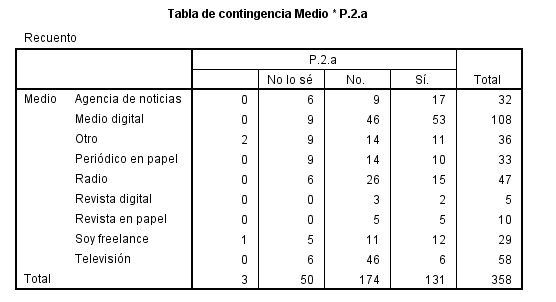 Tabla de contingencia Medio * P.2.a
Recuento
P.2.a
No lo sé No. Sí. Total
Medio Agencia de noticias 0 6 9 17 32
Medio digital 0 9 46 53 108
Otro 2 9 14 11 36
Periódico en papel 0 9 14 10 33
Radio 0 6 26 15 47
Revista digital 0 0 3 2 5
Revista en papel 0 0 5 5 10
Soy freelance 1 5 11 12 29
Televisión 0 6 46 6 58
Total 3 50 174 131 358